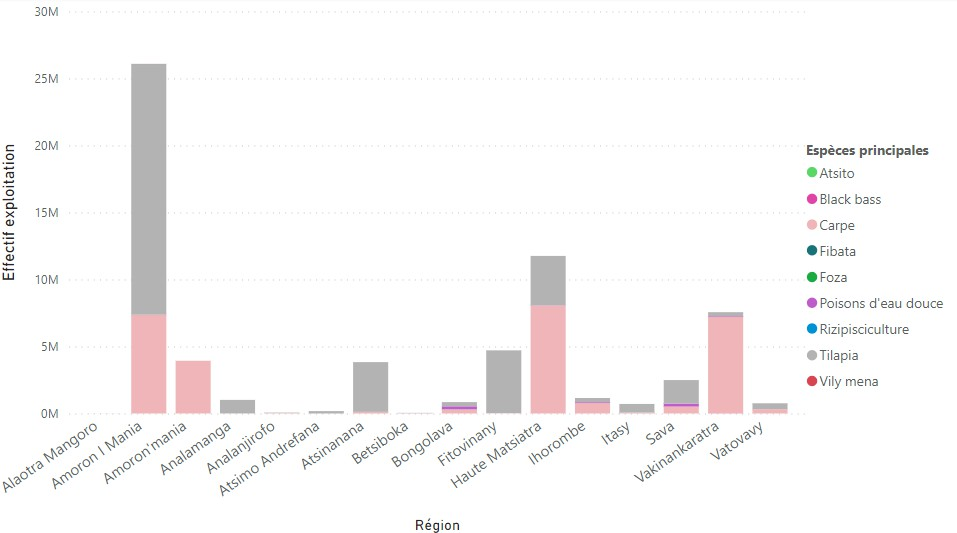 30M
25M
20M
15M
10M
5M
0M
Effectif exploitation
Alaotra Mangoro
Amoron I Mania
Amoron'mania
Analamanga
Analanjirofo
Atsimo Andrefana
Atsinanana
Betsiboka
Bongolava
Fitovinany
Haute Matsiatra
Ihorombe
Itasy
Sava
Vakinankaratra
Vatovavy
Région
Espèces principales
Atsito
Black bass
Carpe
Fibata
Foza
Poisons d'eau douce
Rizipisciculture
Tilapia
Vily mena